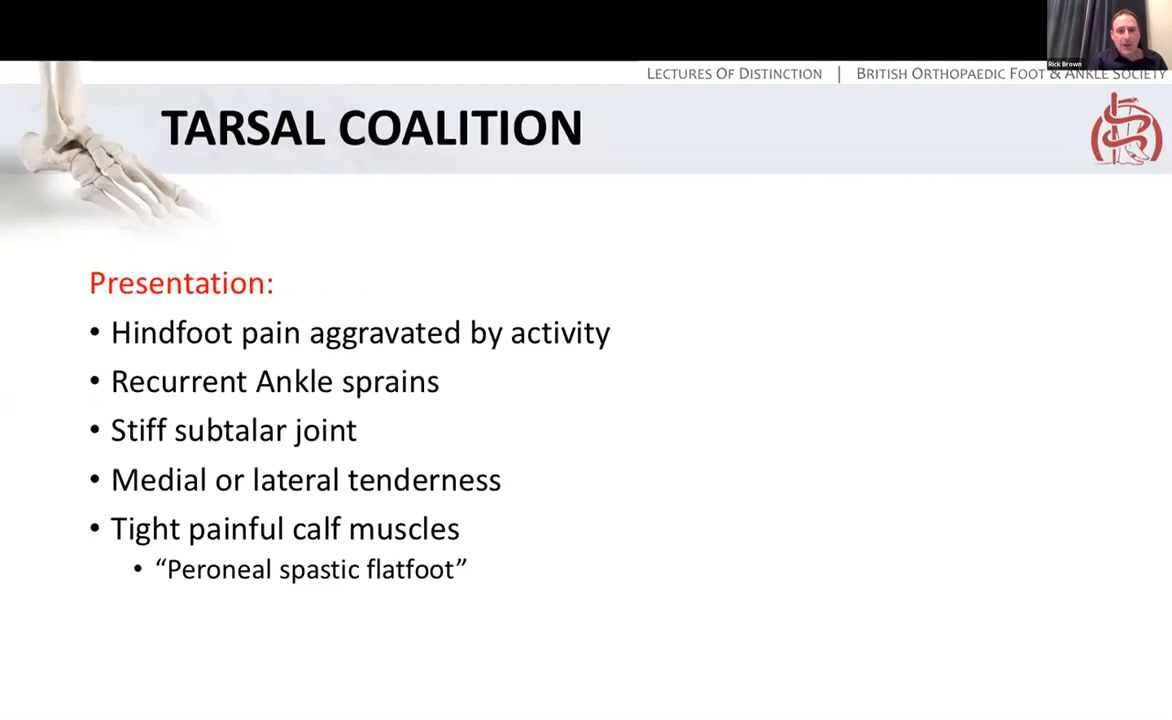 Rick Brown
LECTURES OF DISTINCTION | BRITISH ORTHOPAEDIC FOOT & ANKLE SOCIETY
TARSAL COALITION
Presentation:
• Hindfoot pain aggravated by activity
• Recurrent Ankle sprains
• Stiff subtalar joint
• Medial or lateral tenderness
• Tight painful calf muscles
• “Peroneal spastic flatfoot”